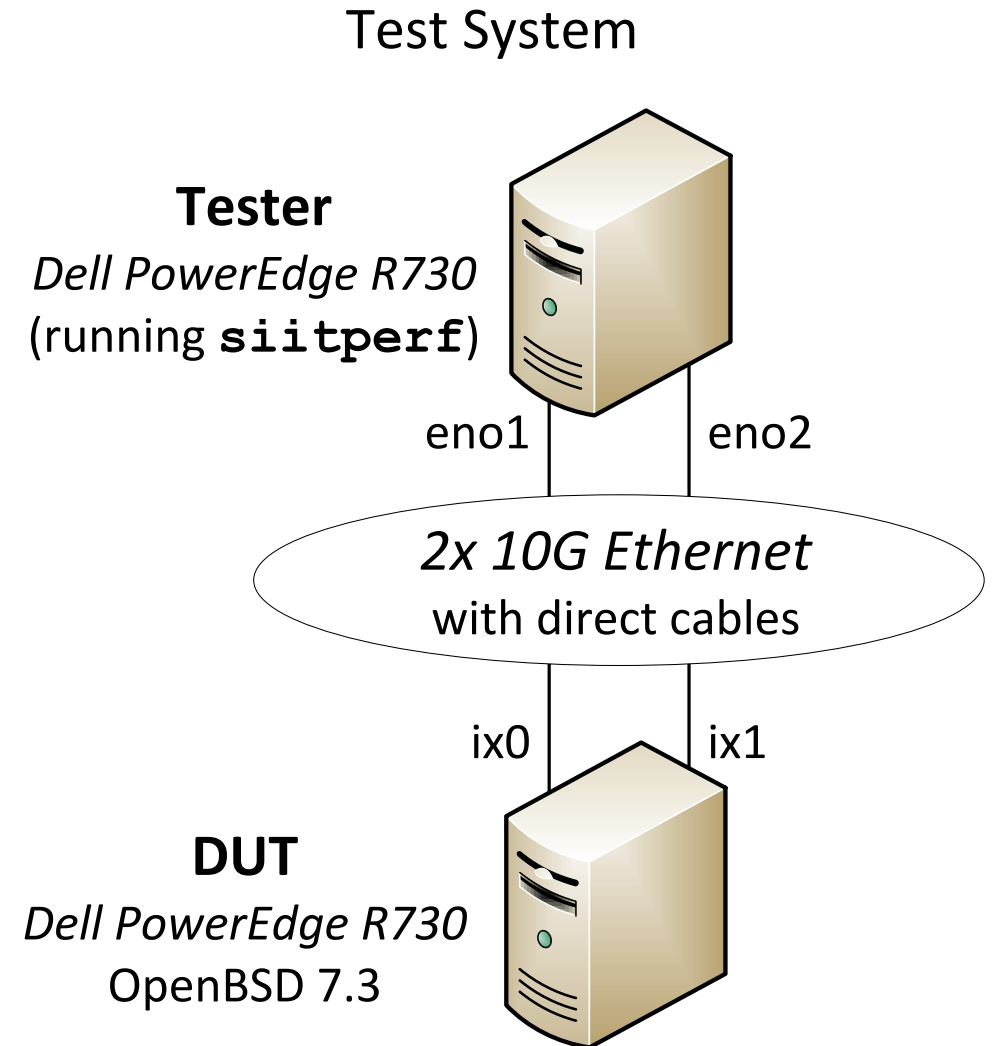 Test System
Tester
Dell PowerEdge R730
(running siitperf)
eno1
eno2
2x 10G Ethernet
with direct cables
ix0
ix1
DUT
Dell PowerEdge R730
OpenBSD 7.3